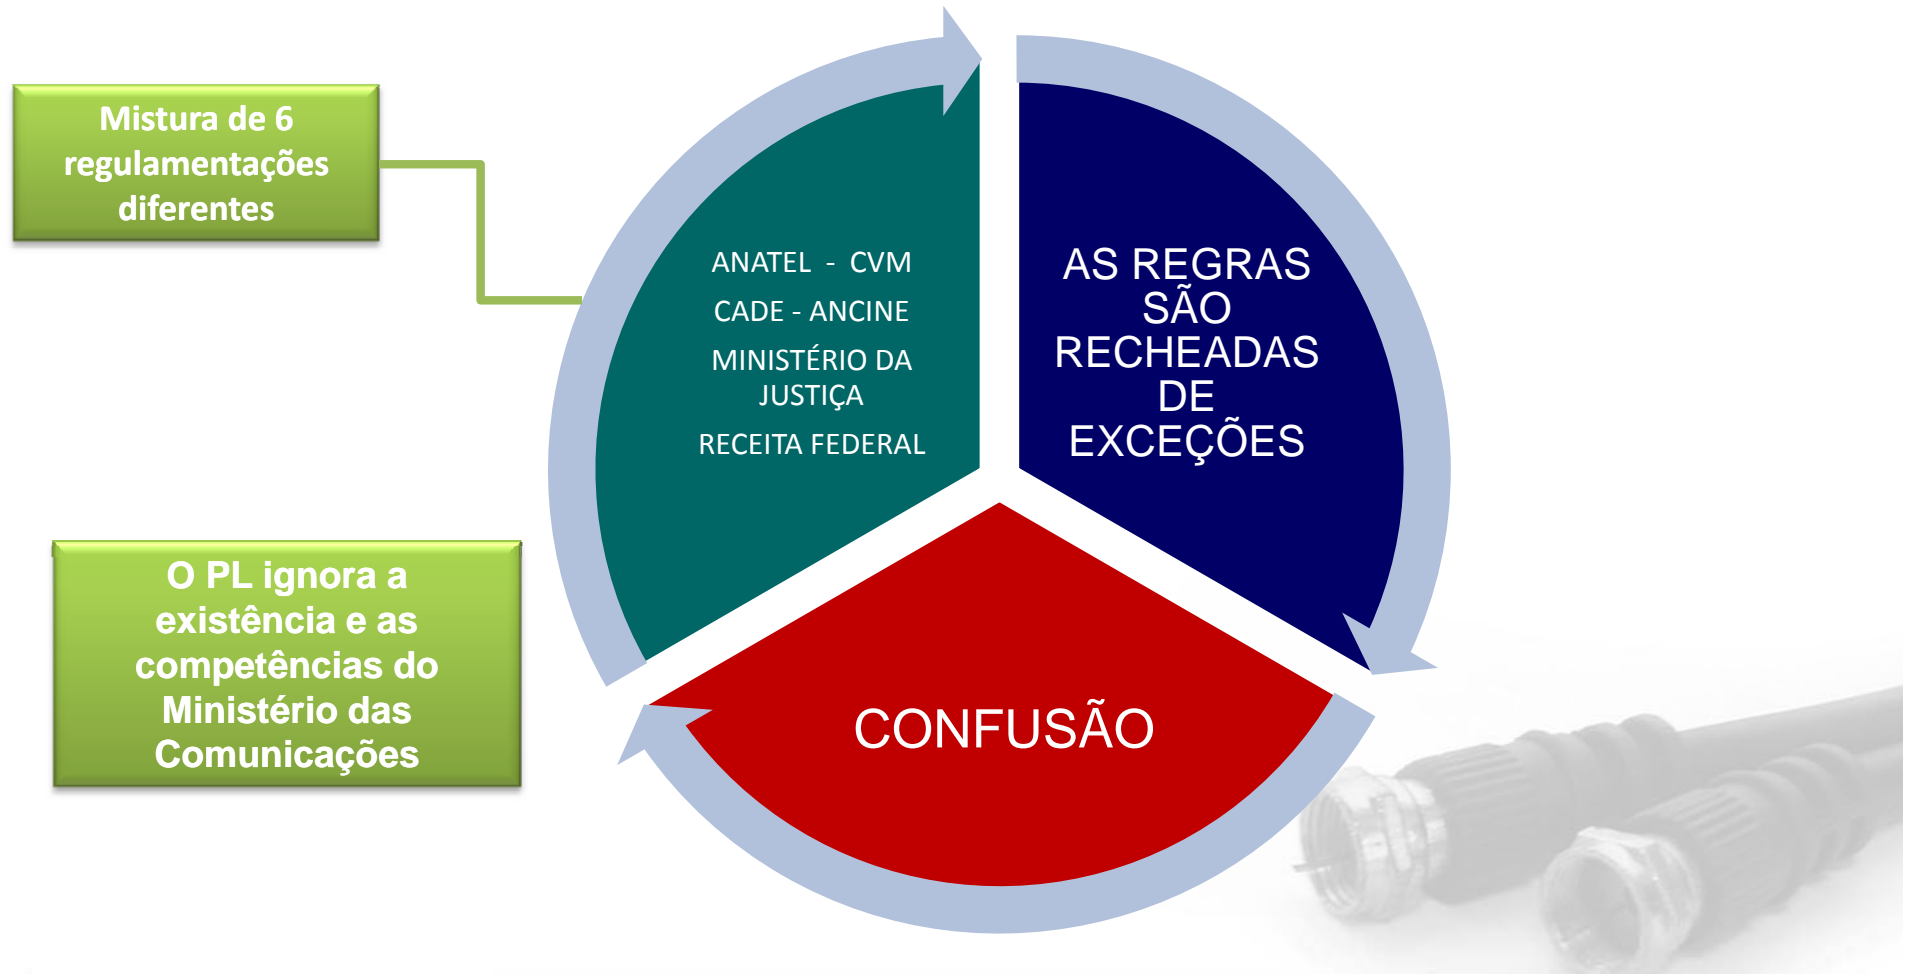 Mistura de 6
regulamentações
diferentes
ANATEL - CVM
CADE - ANCINE
MINISTÉRIO DA
JUSTIÇA
RECEITA FEDERAL
AS REGRAS
SÃO
RECHEADAS
DE
EXCEÇÕES
O PL ignora a
existência e as
competências do
Ministério das
Comunicações
CONFUSÃO